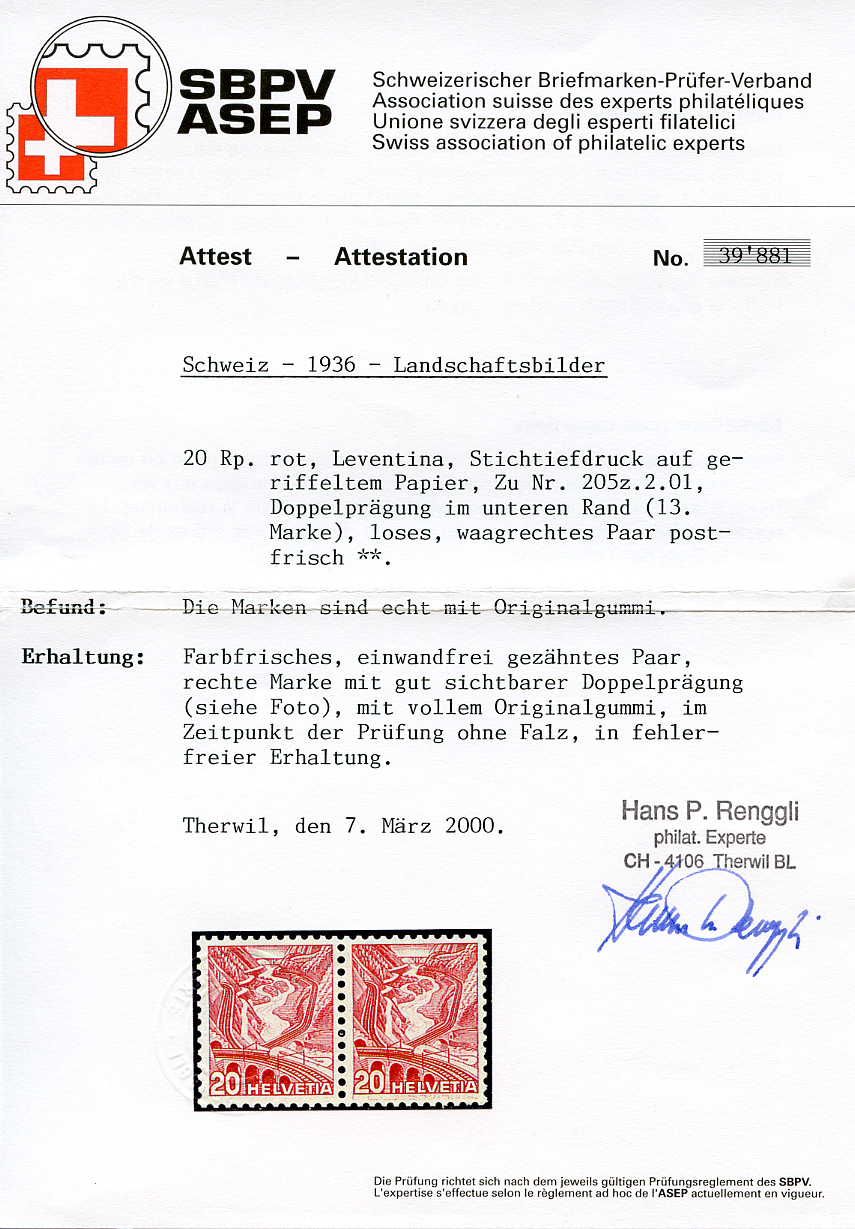 SBPV
ASEP
Schweizerischer Briefmarken-Prüfer-Verband
Association suisse des experts philatéliques
Unione svizzera degli esperti filatelici
Swiss association of philatelic experts
Attest – Attestation No. 39'881
Schweiz - 1936 - Landschaftsbilder
20 Rp. rot, Leventina, Stichtiefdruck auf ge-
riffeltem Papier, Zu Nr. 205z.2.01,
Doppelprägung im unteren Rand (13.
Marke), loses, waagrechtes Paar post-
frisch **.
Befund: Die Marken sind echt mit Originalgummi.
Erhaltung: Farbfrisches, einwandfrei gezähntes Paar,
rechte Marke mit gut sichtbarer Doppelprägung
(siehe Foto), mit vollem Originalgummi, im
Zeitpunkt der Prüfung ohne Falz, in fehler-
freier Erhaltung.
Therwil, den 7. März 2000.
Hans P. Renggli
philat. Experte
CH - 4106 Therwil BL
20 HELVETIA 20 HELVETIA
Die Prüfung richtet sich nach dem jeweils gültigen Prüfungsreglement des SBPV.
L'expertise s'effectue selon le règlement ad hoc de l'ASEP actuellement en vigueur.